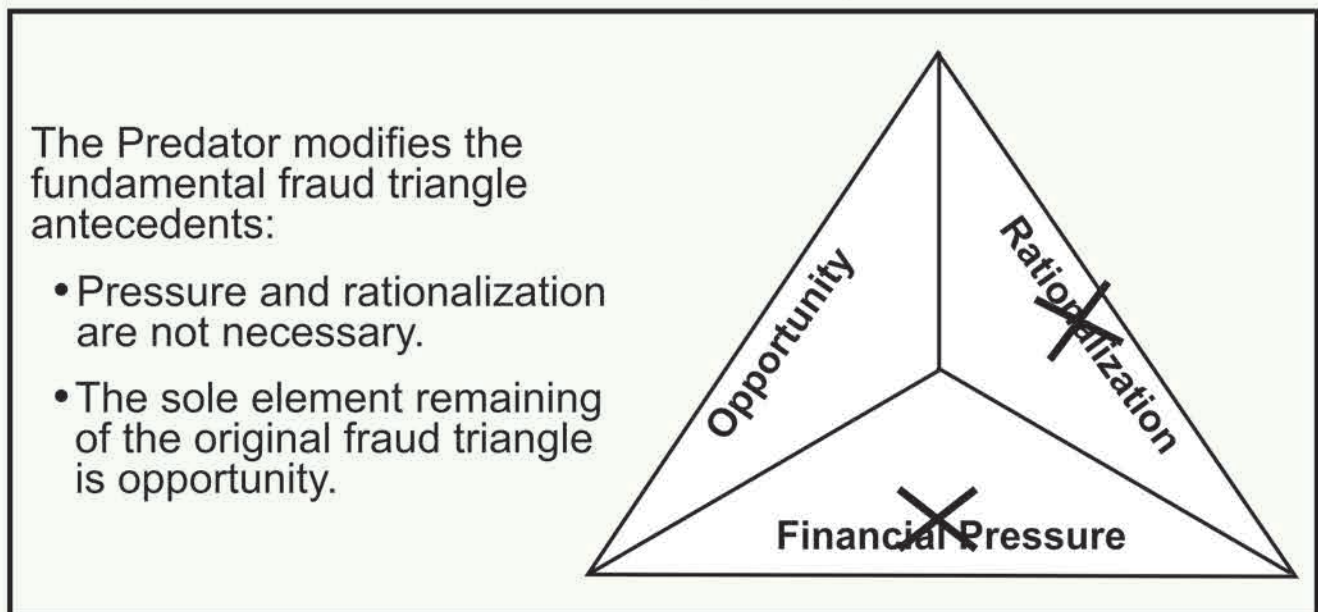 The Predator modifies the
fundamental fraud triangle
antecedents:
• Pressure and rationalization
are not necessary.
• The sole element remaining
of the original fraud triangle
is opportunity.
Opportunity
Rationalization
Financial Pressure